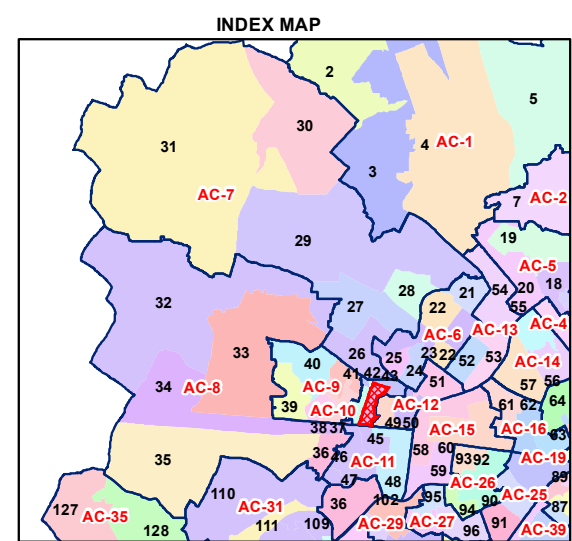 INDEX MAP
2
5
30
31
4 AC-1
3
AC-7
7 AC-2
19
29
AC-5
28 21 54 20 18
32 27 22 55
AC-6 AC-13 AC-4
33 26 25 23 22 52 53 AC-14
40 41 42 43 24 51 57 56
34 AC-8 AC-9
39 AC-10 AC-12 61 62 64
38 37 49 50 AC-15 AC-16 63
45
35 36 46 AC-11 58 60 93 92 AC-19
47 48 59 AC-26 89
110 102 95 90 AC-25
127 AC-35 AC-31 36 94 87
128 111 109 AC-29 AC-27 96 91 AC-39